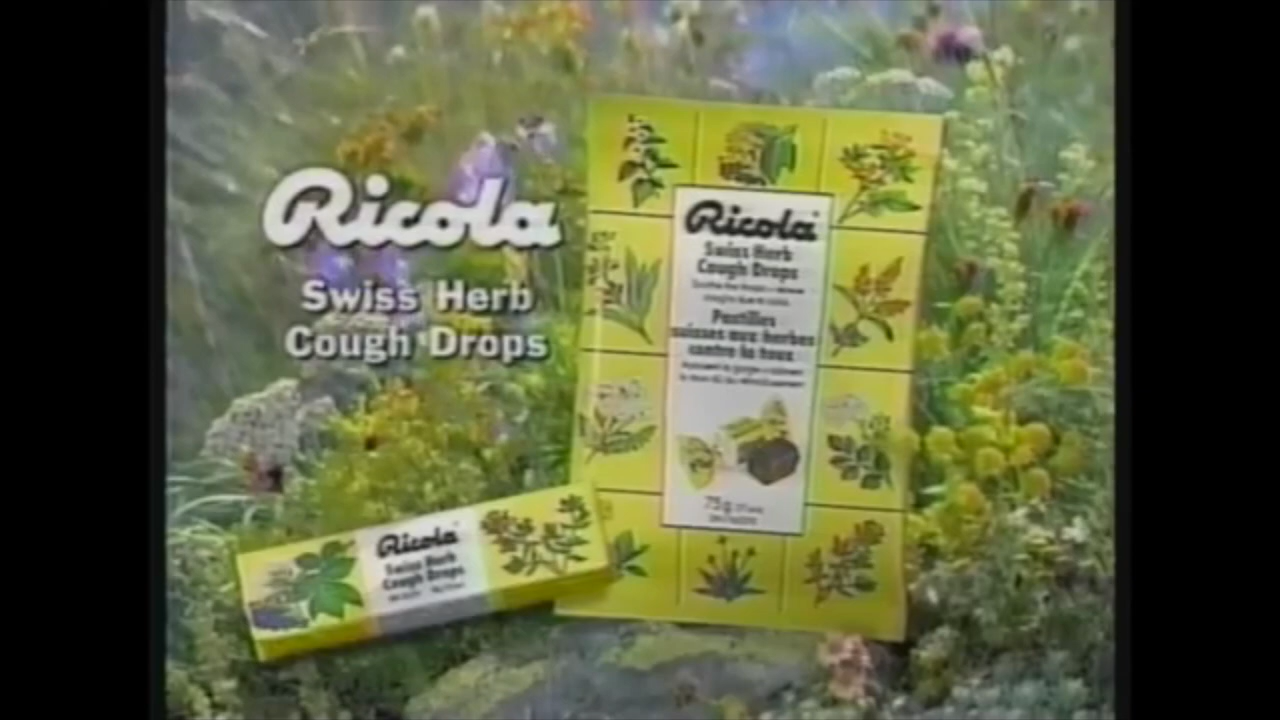 Ricola
Swiss Herb
Cough Drops
Ricola
Swiss Herb
Cough Drops
Pastilles
suisses aux herbes
contre la toux
75g
Ricola
Swiss Herb
Cough Drops